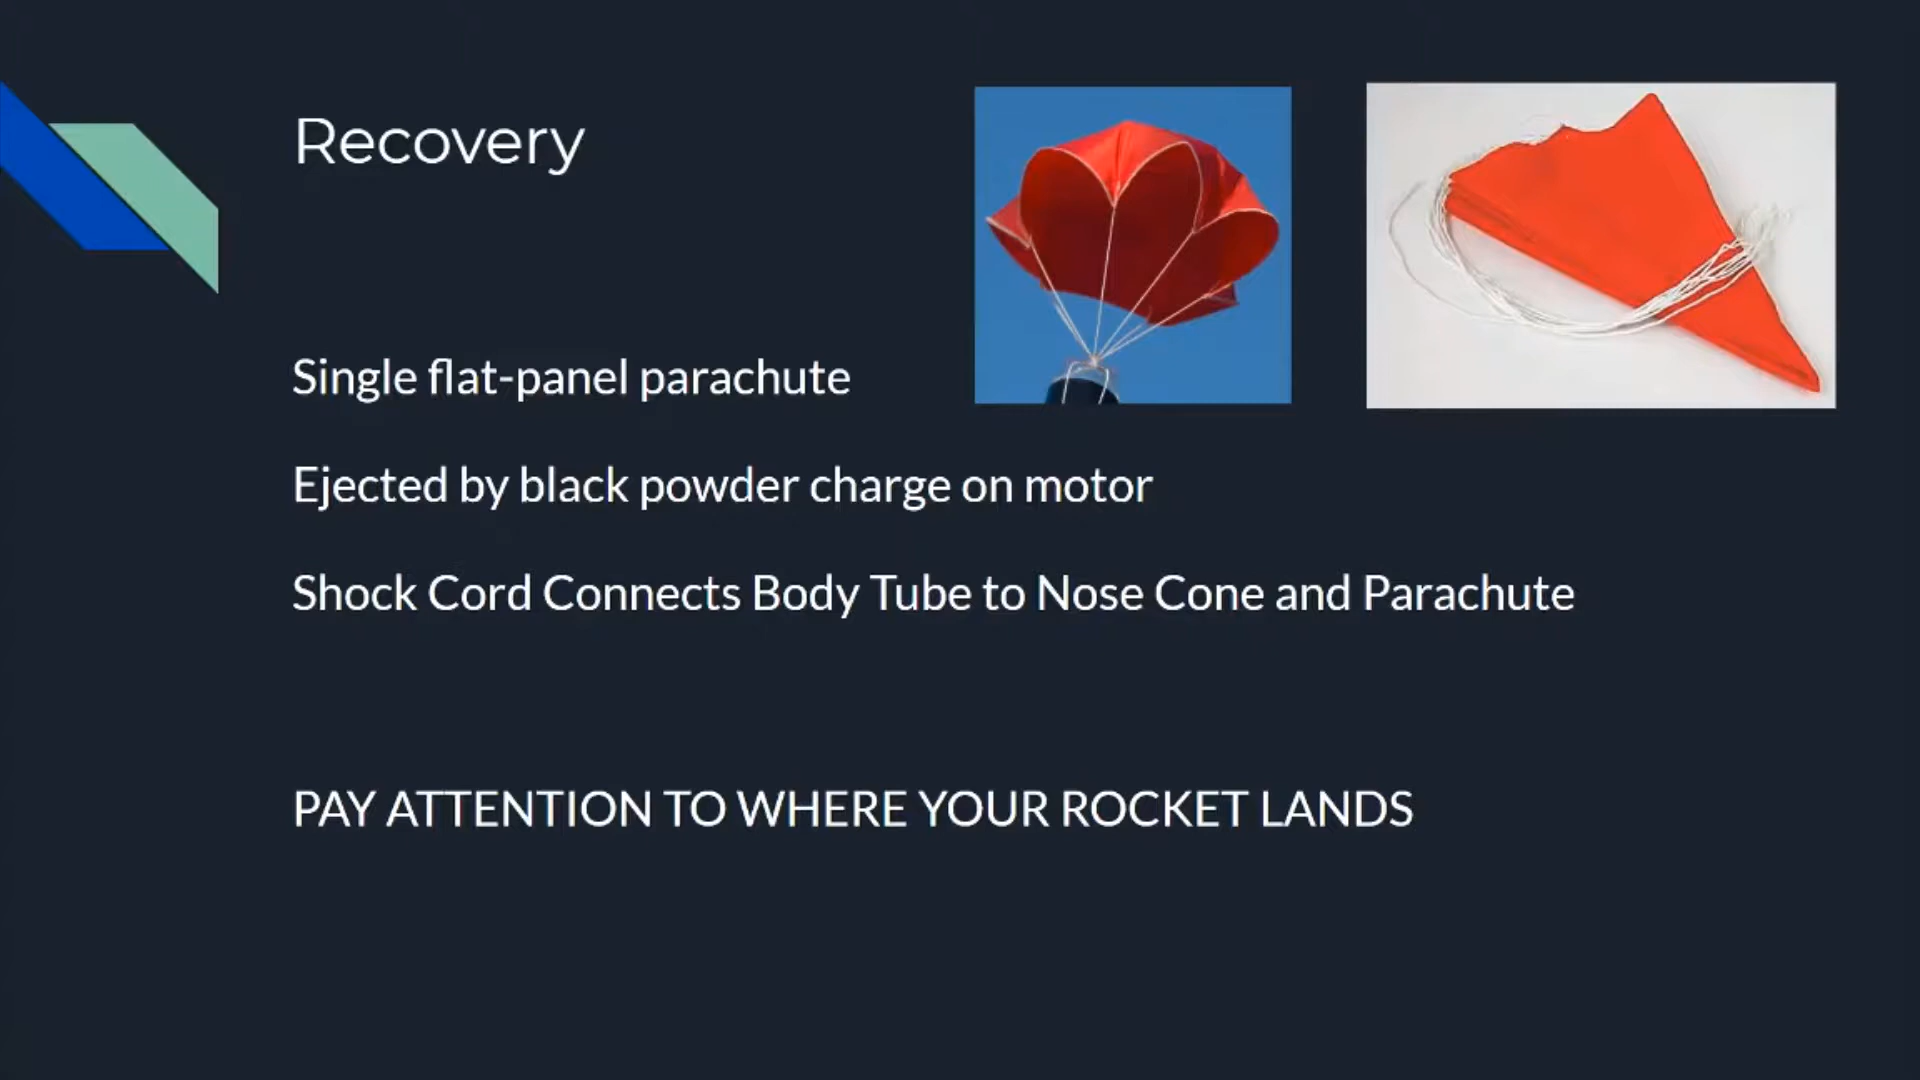 Recovery
Single flat-panel parachute
Ejected by black powder charge on motor
Shock Cord Connects Body Tube to Nose Cone and Parachute
PAY ATTENTION TO WHERE YOUR ROCKET LANDS